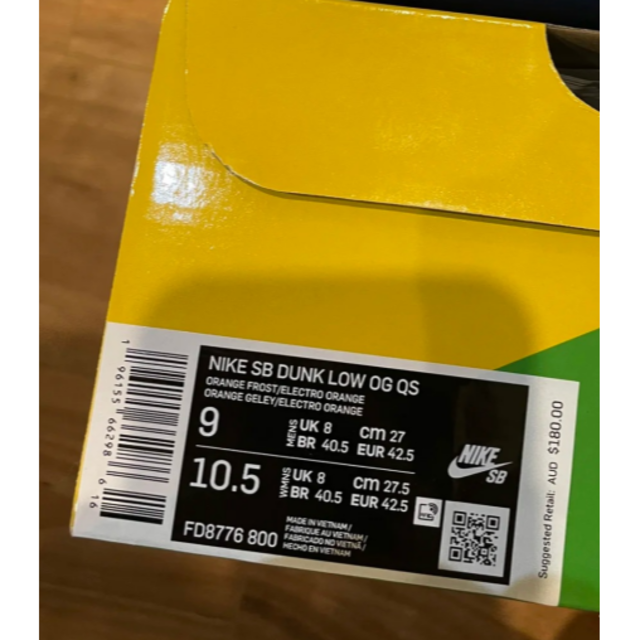 NIKE SB DUNK LOW OG QS
ORANGE FROST/ELECTRO ORANGE
ORANGE GELEY/ELECTRO ORANGE
9 MENS UK 8 cm 27
BR 40.5 EUR 42.5
10.5 WMNS UK 8 cm 27.5
BR 40.5 EUR 42.5
FD8776 800
MADE IN VIETNAM /
FABRIQUE AU VIETNAM /
FABRICADO NO VIETNÃ /
HECHO EN VIETNAM
NIKE
SB
1 96155 66298 6 16
Suggested Retail: AUD $180.00